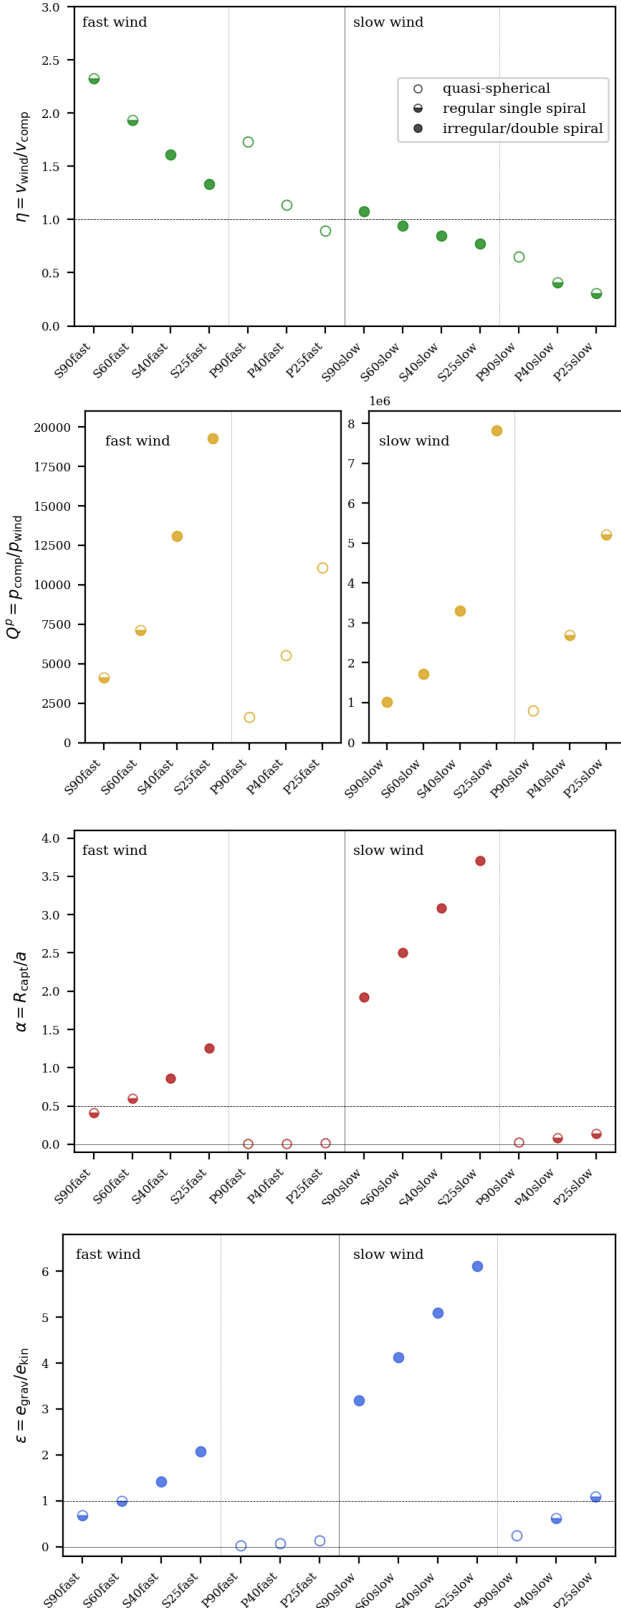 fast wind
slow wind
quasi-spherical
regular single spiral
irregular/double spiral
η = v_wind/v_comp
3.0
2.5
2.0
1.5
1.0
0.5
0.0
S90fast
S60fast
S40fast
S25fast
P90fast
P40fast
P25fast
S90slow
S60slow
S40slow
S25slow
P90slow
P40slow
P25slow
1e6
fast wind
slow wind
Q^p = p_comp/p_wind
20000
17500
15000
12500
10000
7500
5000
2500
0
8
7
6
5
4
3
2
1
0
S90fast
S60fast
S40fast
S25fast
P90fast
P40fast
P25fast
S90slow
S60slow
S40slow
S25slow
P90slow
P40slow
P25slow
fast wind
slow wind
α = R_capt/a
4.0
3.5
3.0
2.5
2.0
1.5
1.0
0.5
0.0
S90fast
S60fast
S40fast
S25fast
P90fast
P40fast
P25fast
S90slow
S60slow
S40slow
S25slow
P90slow
P40slow
P25slow
fast wind
slow wind
ε = e_grav/e_kin
6
5
4
3
2
1
0
S90fast
S60fast
S40fast
S25fast
P90fast
P40fast
P25fast
S90slow
S60slow
S40slow
S25slow
P90slow
P40slow
P25slow